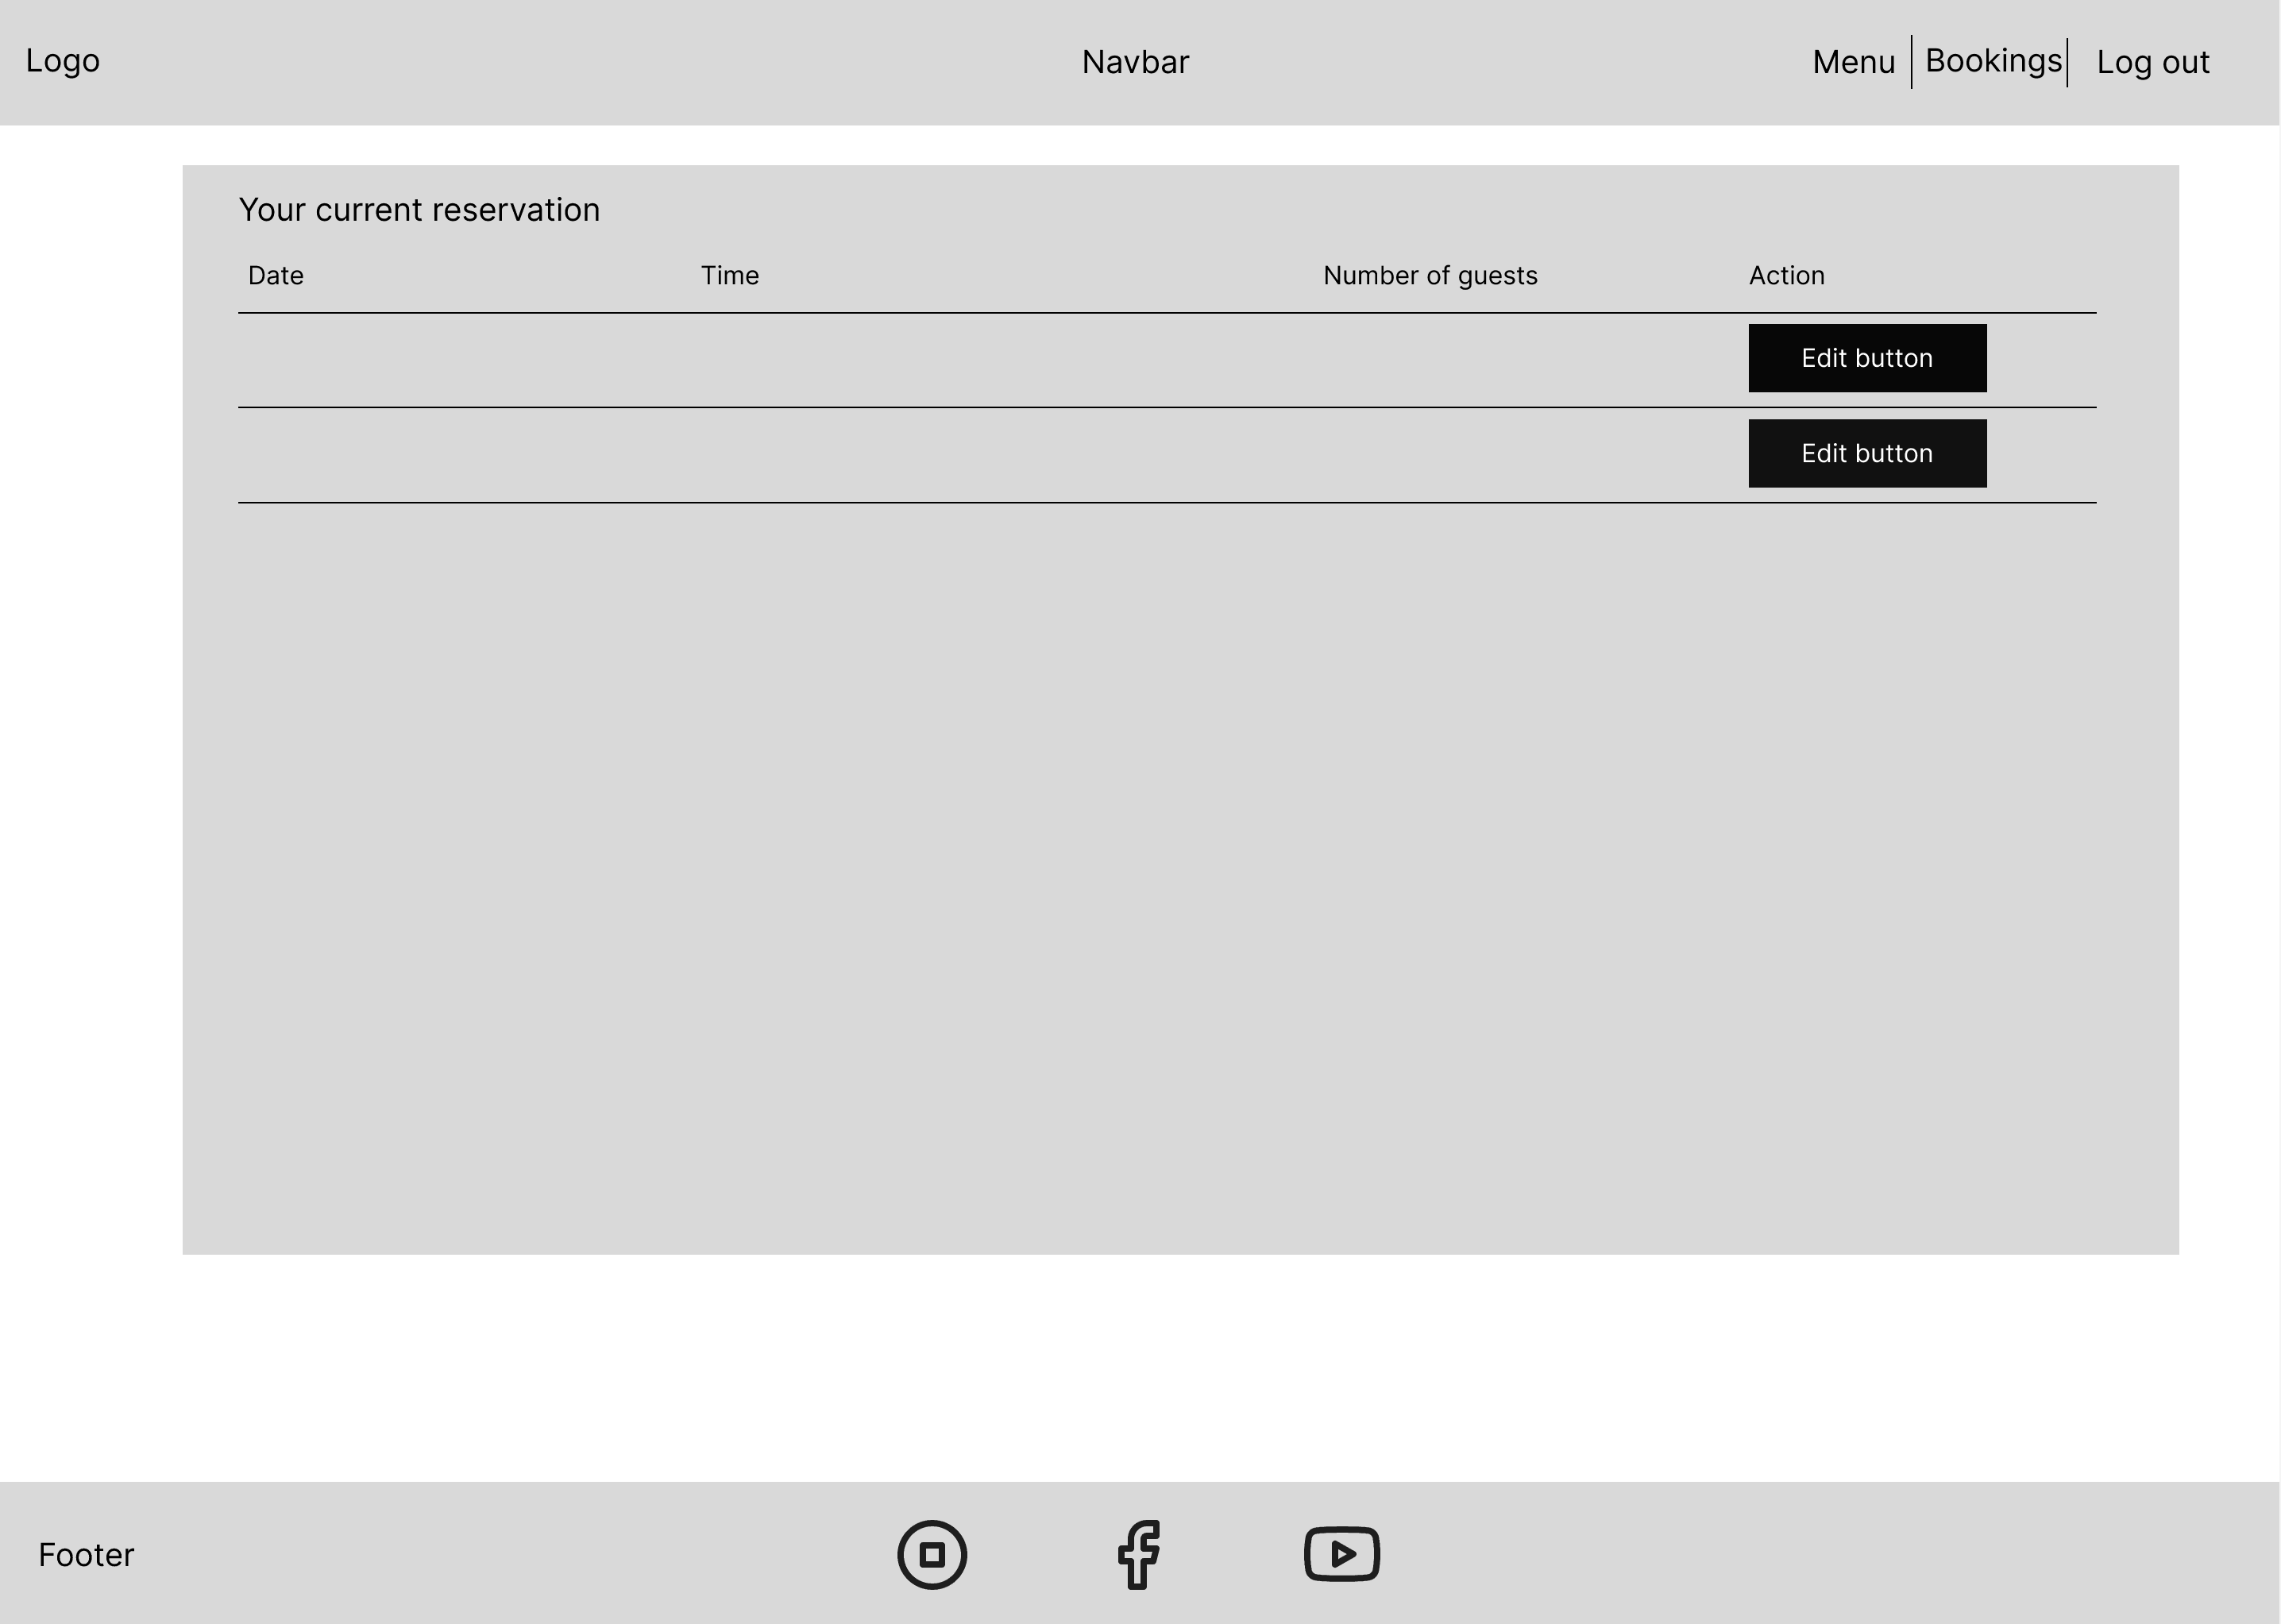 Logo
Navbar
Menu
Bookings
Log out
Your current reservation
Date
Time
Number of guests
Action
Edit button
Edit button
Footer